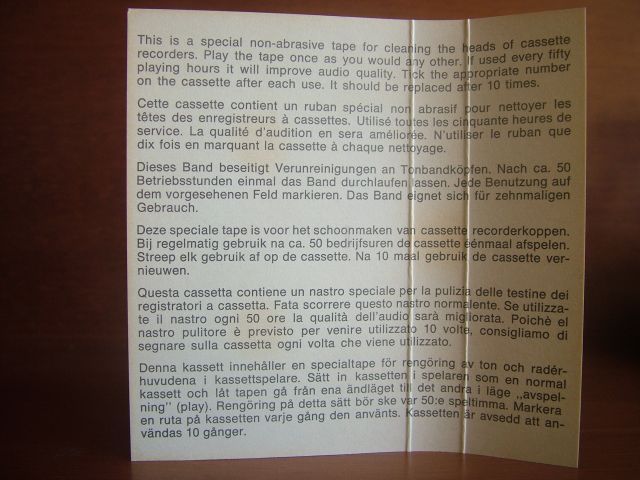 This is a special non-abrasive tape for cleaning the heads of cassette
recorders. Play the tape once as you would any other. If used every fifty
playing hours it will improve audio quality. Tick the appropriate number
on the cassette after each use. It should be replaced after 10 times.
Cette cassette contient un ruban spécial non abrasif pour nettoyer les
têtes des enregistreurs à cassettes. Utilisé toutes les cinquante heures de
service. La qualité d'audition en sera améliorée. N'utiliser le ruban que
dix fois en marquant la cassette à chaque nettoyage.
Dieses Band beseitigt Verunreinigungen an Tonbandköpfen. Nach ca. 50
Betriebsstunden einmal das Band durchlaufen lassen. Jede Benutzung auf
dem vorgesehenen Feld markieren. Das Band eignet sich für zehnmaligen
Gebrauch.
Deze speciale tape is voor het schoonmaken van cassette recorderkoppen.
Bij regelmatig gebruik na ca. 50 bedrijfsuren de cassette éénmaal afspelen.
Streep elk gebruik af op de cassette. Na 10 maal gebruik de cassette ver-
nieuwen.
Questa cassetta contiene un nastro speciale per la pulizia delle testine dei
registratori a cassetta. Fata scorrere questo nastro normalente. Se utilizza-
te il nastro ogni 50 ore la qualità dell'audio sarà migliorata. Poichè el
nastro pulitore è previsto per venire utilizzato 10 volte, consigliamo di
segnare sulla cassetta ogni volta che viene utilizzato.
Denna kassett innehåller en specialtape för rengöring av ton och radér-
huvudena i kassettspelare. Sätt in kassetten i spelaren som en normal
kassett och låt tapen gå från ena ändläget till det andra i läge „avspel-
ning" (play). Rengöring på detta sätt bör ske var 50:e speltimma. Markera
en ruta på kassetten varje gång den använts. Kassetten är avsedd att an-
vändas 10 gånger.